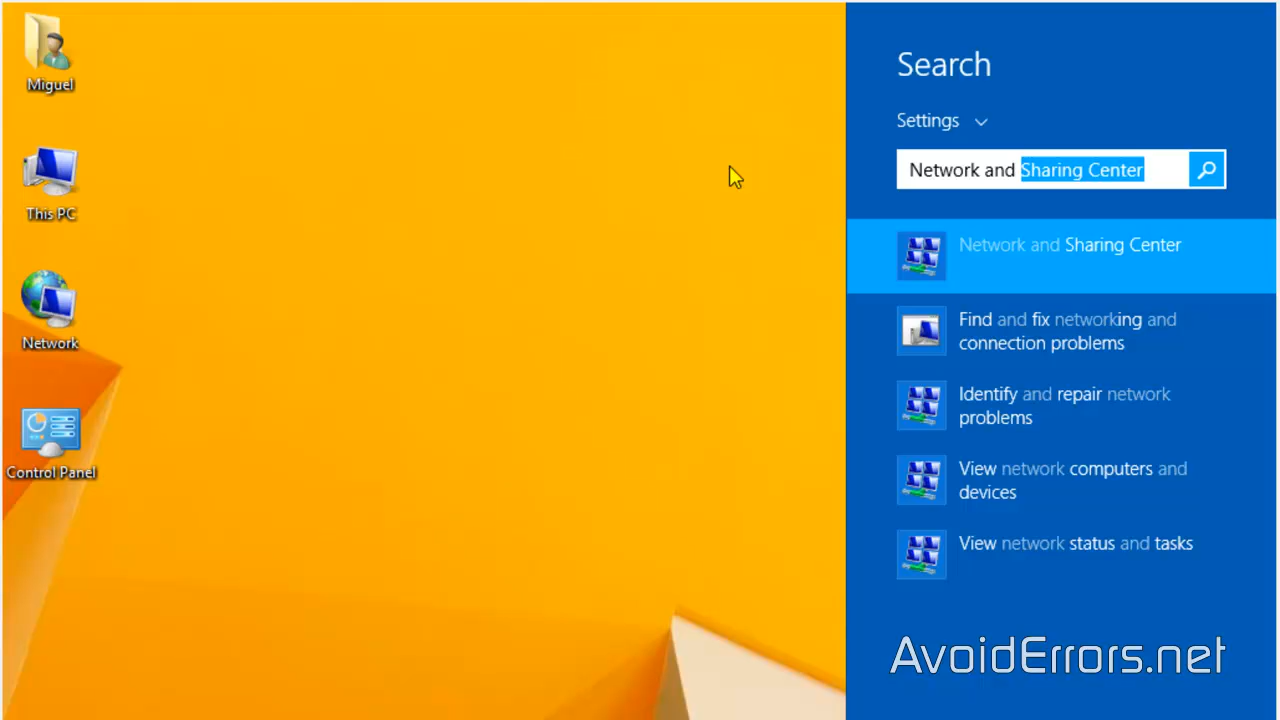 Miguel
This PC
Network
Control Panel
Search
Settings
Network and Sharing Center
Network and Sharing Center
Find and fix networking and
connection problems
Identify and repair network
problems
View network computers and
devices
View network status and tasks
AvoidErrors.net